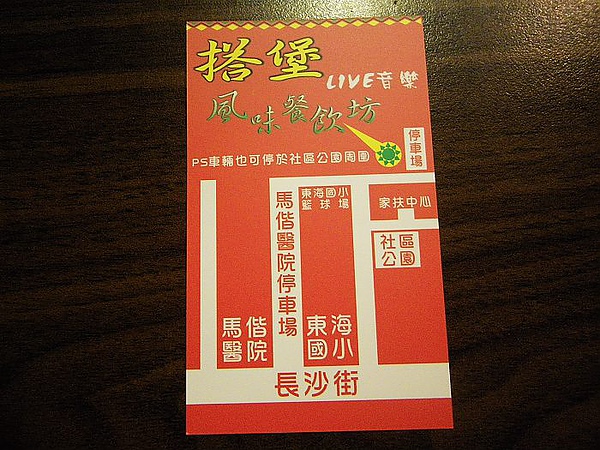 搭堡
LIVE音樂
風味餐飲坊
停車場
PS車輛也可停於社區公園周圍
東海國小
籃球場
家扶中心
馬偕醫院停車場
社區
公園
馬偕
醫院
東海
國小
長沙街